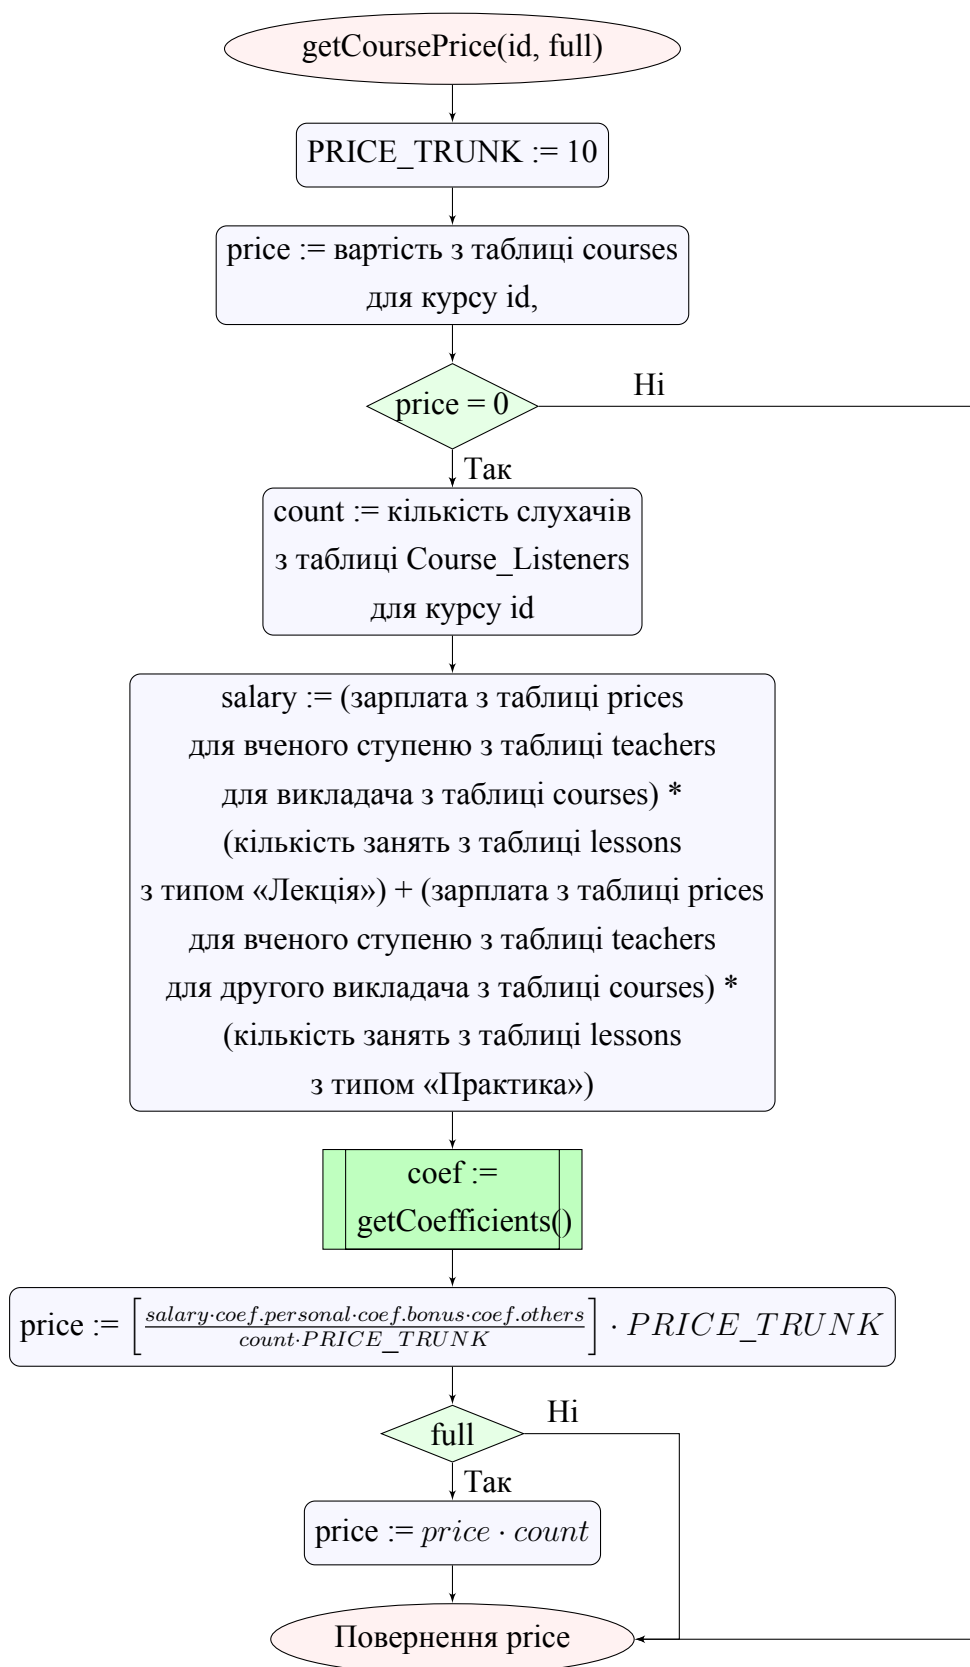 getCoursePrice(id, full)
PRICE_TRUNK := 10
price := вартість з таблиці courses
для курсу id,
price = 0
Ні
Так
count := кількість слухачів
з таблиці Course_Listeners
для курсу id
salary := (зарплата з таблиці prices
для вченого ступеню з таблиці teachers
для викладача з таблиці courses) *
(кількість занять з таблиці lessons
з типом «Лекція») + (зарплата з таблиці prices
для вченого ступеню з таблиці teachers
для другого викладача з таблиці courses) *
(кількість занять з таблиці lessons
з типом «Практика»)
coef :=
getCoefficients()
price := [salary·coef.personal·coef.bonus·coef.others / count·PRICE_TRUNK] · PRICE_TRUNK
full
Ні
Так
price := price · count
Повернення price